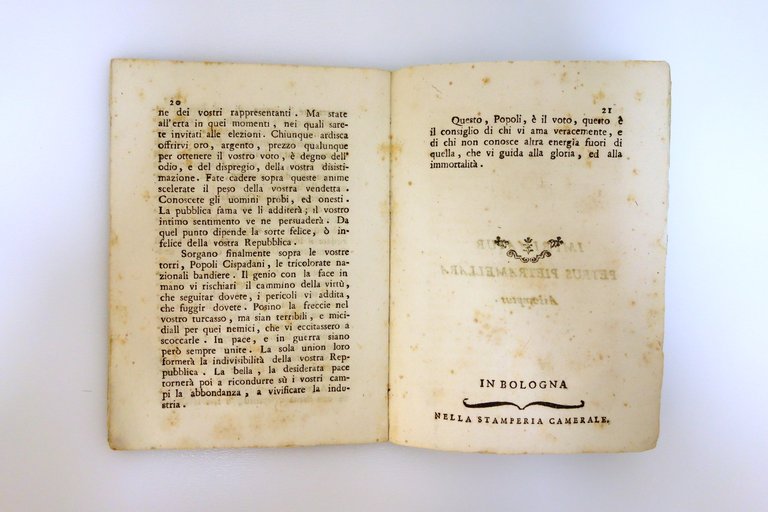 20
ne dei vostri rappresentanti. Ma state
all'erta in quei momenti, nei quali sare-
te invitati alle elezioni. Chiunque ardisca
offrirvi oro, argento, prezzo qualunque
per ottenere il vostro voto, è degno dell'
odio, e del dispregio, della vostra disisti-
mazione. Fate cadere sopra queste anime
scelerate il peso della vostra vendetta.
Conoscete gli uomini probi, ed onesti.
La pubblica fama ve li additerà; il vostro
intimo sentimento ve ne persuaderà. Da
quel punto dipende la sorte felice, ò in-
felice della vostra Repubblica.
Sorgano finalmente sopra le vostre
torri, Popoli Cispadani, le tricolorate na-
zionali bandiere. Il genio con la face in
mano vi rischiari il cammino della virtù,
che seguitar dovete, i pericoli vi addita,
che fuggir dovete. Posino la freccie nel
vostro turcasso, ma sian terribili, e mici-
diali per quei nemici, che vi eccitassero a
scoccarle. In pace, e in guerra siano
però sempre unite. La sola union loro
formerà la indivisibilità della vostra Rep-
pubblica. La bella, la desiderata pace
tornerà poi a ricondurre sù i vostri cam-
pi la abbondanza, a vivificare la indu-
stria.
21
Questo, Popoli, è il voto, questo è
il consiglio di chi vi ama veracemente, e
di chi non conosce altra energia fuori di
quella, che vi guida alla gloria, ed alla
immortalità.
PETRUS PIETRAMELLARA
IN BOLOGNA
NELLA STAMPERIA CAMERALE.